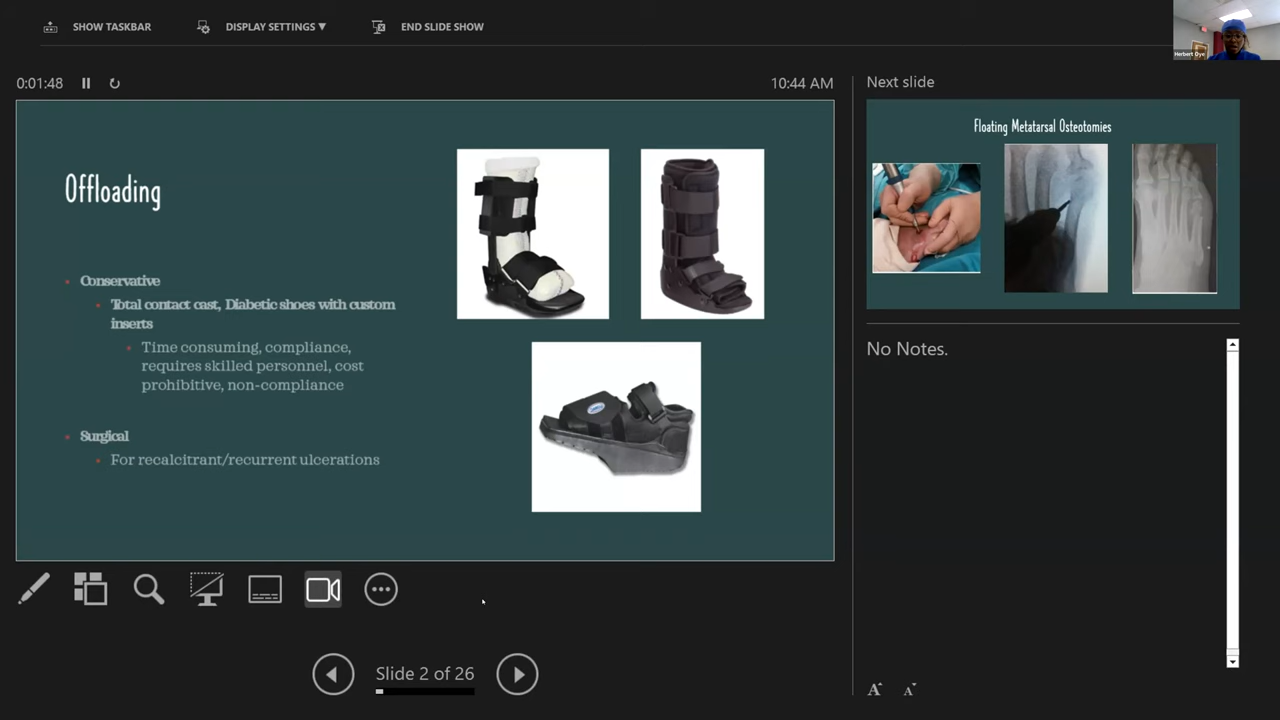 SHOW TASKBAR
DISPLAY SETTINGS ▼
END SLIDE SHOW
Herbert Oye
0:01:48
10:44 AM
Next slide
Offloading
Conservative
Total contact cast, Diabetic shoes with custom
inserts
Time consuming, compliance,
requires skilled personnel, cost
prohibitive, non-compliance
Surgical
For recalcitrant/recurrent ulcerations
Floating Metatarsal Osteotomies
No Notes.
Slide 2 of 26
A A